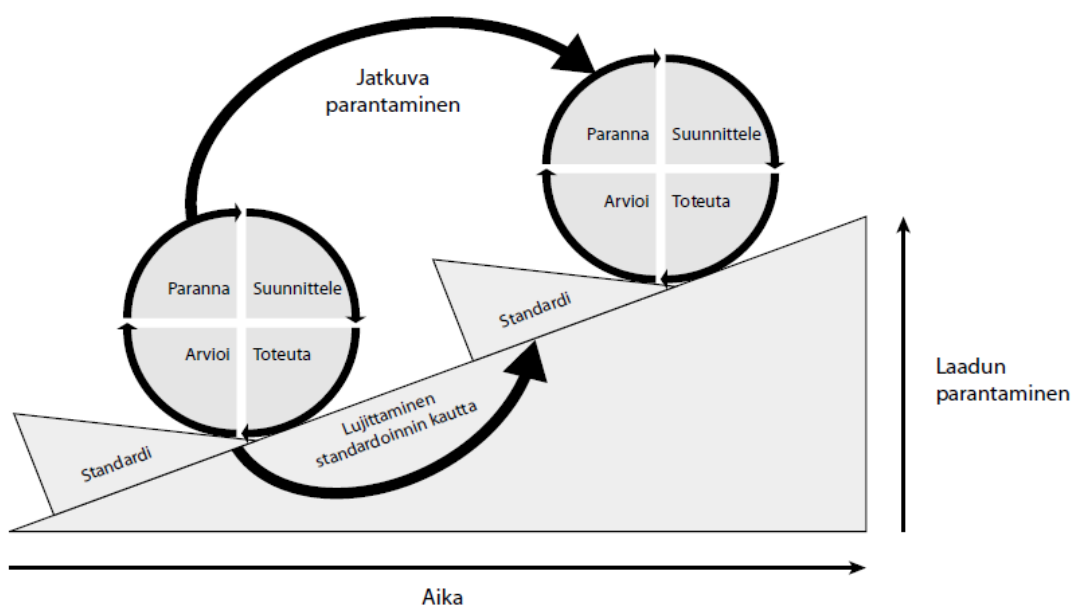 Jatkuva
parantaminen
Paranna
Suunnittele
Arvioi
Toteuta
Standardi
Paranna
Suunnittele
Arvioi
Toteuta
Standardi
Lujittaminen
standardoinnin kautta
Laadun
parantaminen
Aika